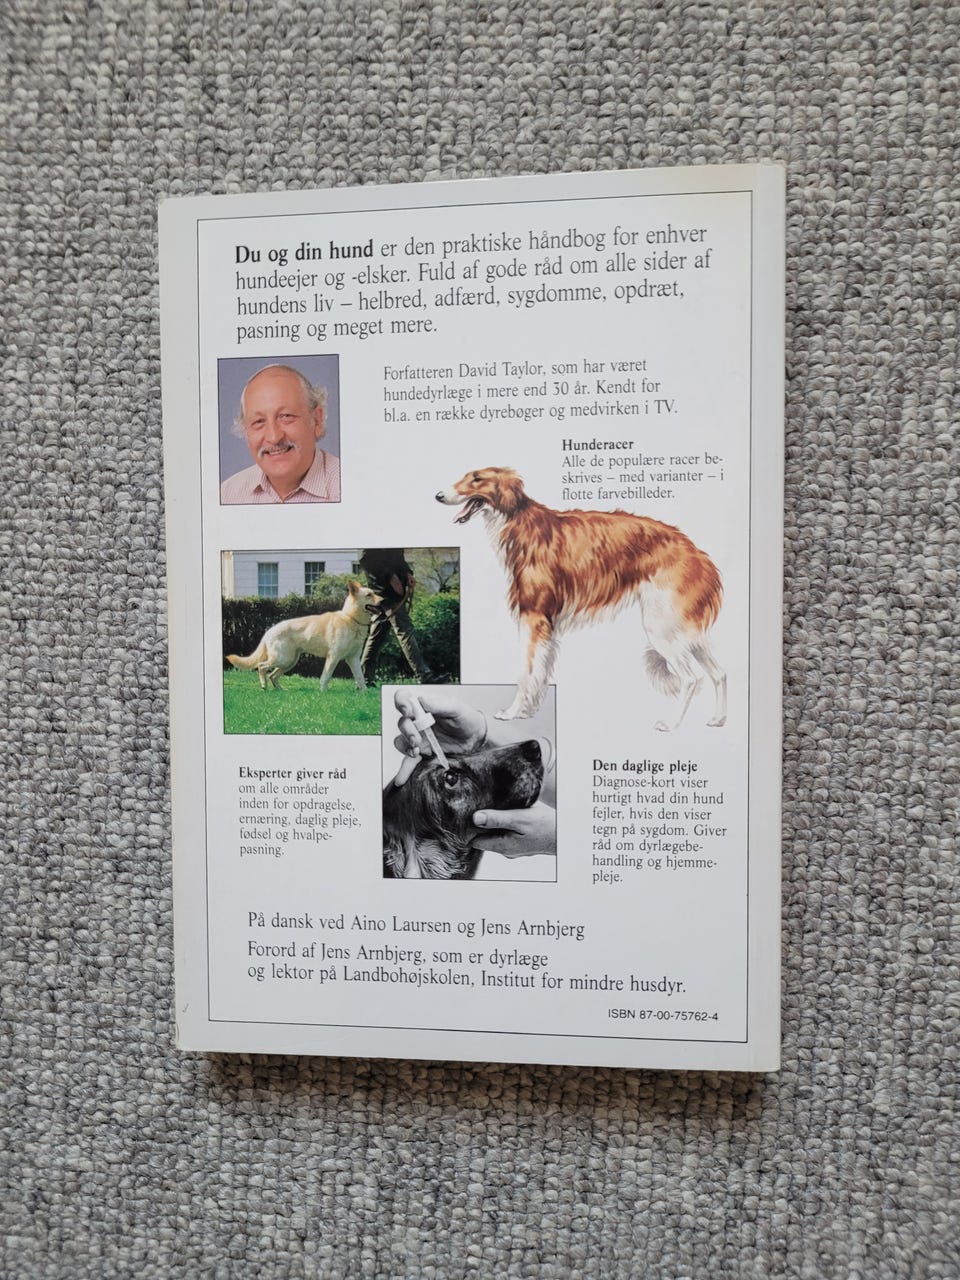 Du og din hund er den praktiske håndbog for enhver
hundeejer og -elsker. Fuld af gode råd om alle sider af
hundens liv – helbred, adfærd, sygdomme, opdræt,
pasning og meget mere.
Forfatteren David Taylor, som har været
hundedyrlæge i mere end 30 år. Kendt for
bl.a. en række dyrebøger og medvirken i TV.
Hunderacer
Alle de populære racer be-
skrives – med varianter – i
flotte farvebilleder.
Eksperter giver råd
om alle områder
inden for opdragelse,
ernæring, daglig pleje,
fødsel og hvalpe-
pasning.
Den daglige pleje
Diagnose-kort viser
hurtigt hvad din hund
fejler, hvis den viser
tegn på sygdom. Giver
råd om dyrlægebe-
handling og hjemme-
pleje.
På dansk ved Aino Laursen og Jens Arnbjerg
Forord af Jens Arnbjerg, som er dyrlæge
og lektor på Landbohøjskolen, Institut for mindre husdyr.
ISBN 87-00-75762-4